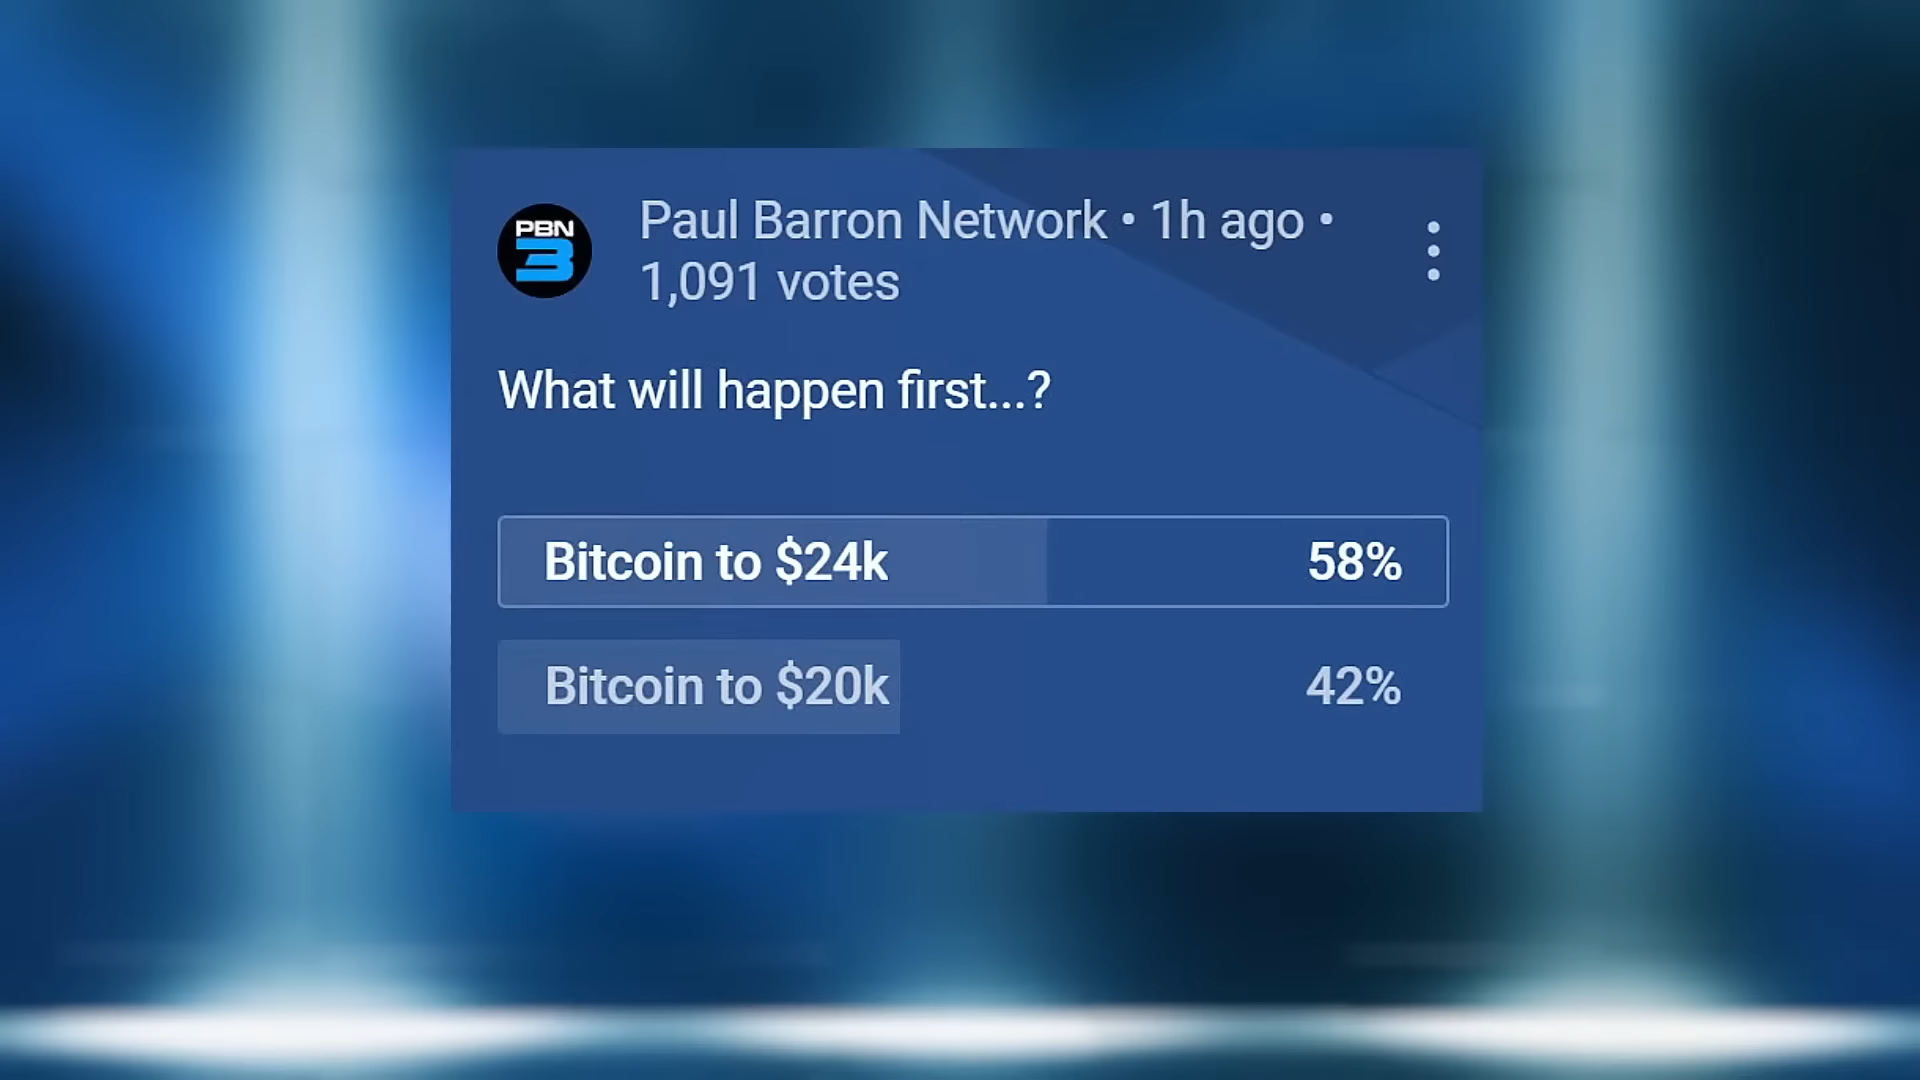 PBN
3
Paul Barron Network • 1h ago •
1,091 votes
What will happen first...?
Bitcoin to $24k 58%
Bitcoin to $20k 42%